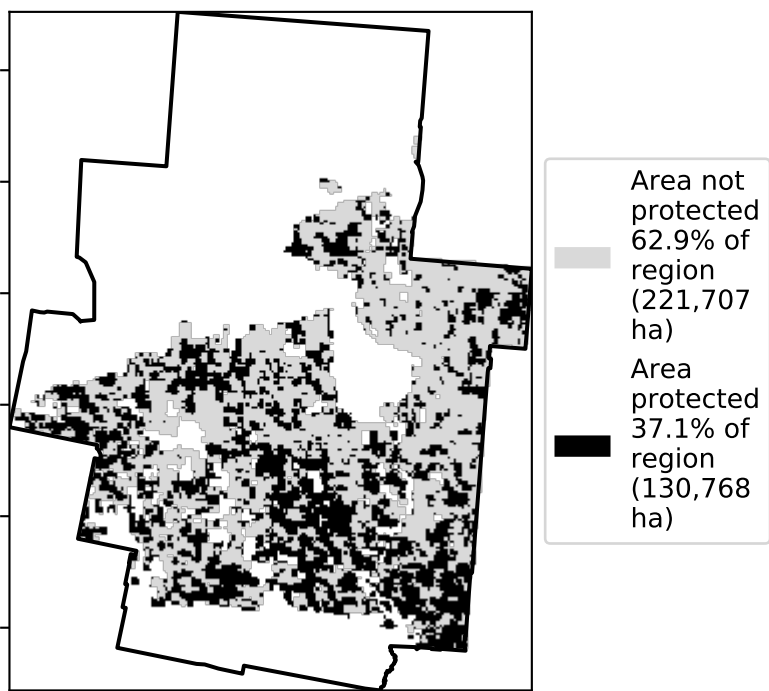 Area not
protected
62.9% of
region
(221,707
ha)
Area
protected
37.1% of
region
(130,768
ha)